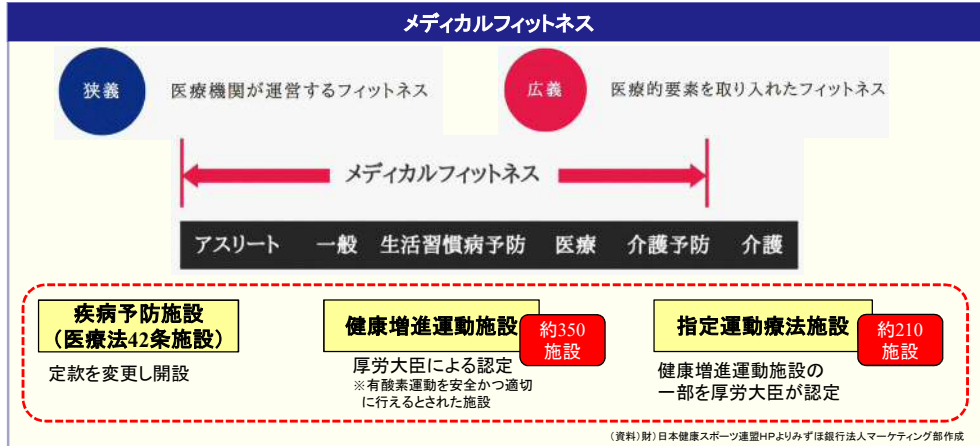 メディカルフィットネス
狭義
医療機関が運営するフィットネス
広義
医療的要素を取り入れたフィットネス
メディカルフィットネス
アスリート 一般 生活習慣病予防 医療 介護予防 介護
疾病予防施設
（医療法42条施設）
定款を変更し開設
健康増進運動施設
約350
施設
厚労大臣による認定
※有酸素運動を安全かつ適切
に行えるとされた施設
指定運動療法施設
約210
施設
健康増進運動施設の
一部を厚労大臣が認定
（資料）財）日本健康スポーツ連盟HPよりみずほ銀行法人マーケティング部作成